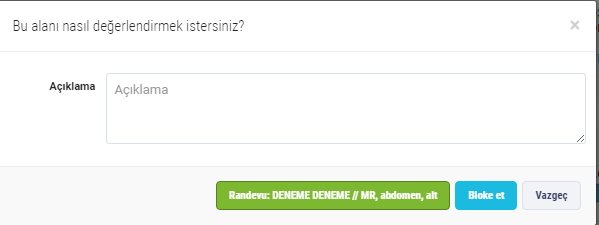 Bu alanı nasıl değerlendirmek istersiniz?
×
Açıklama
Açıklama
Randevu: DENEME DENEME // MR, abdomen, alt
Bloke et
Vazgeç